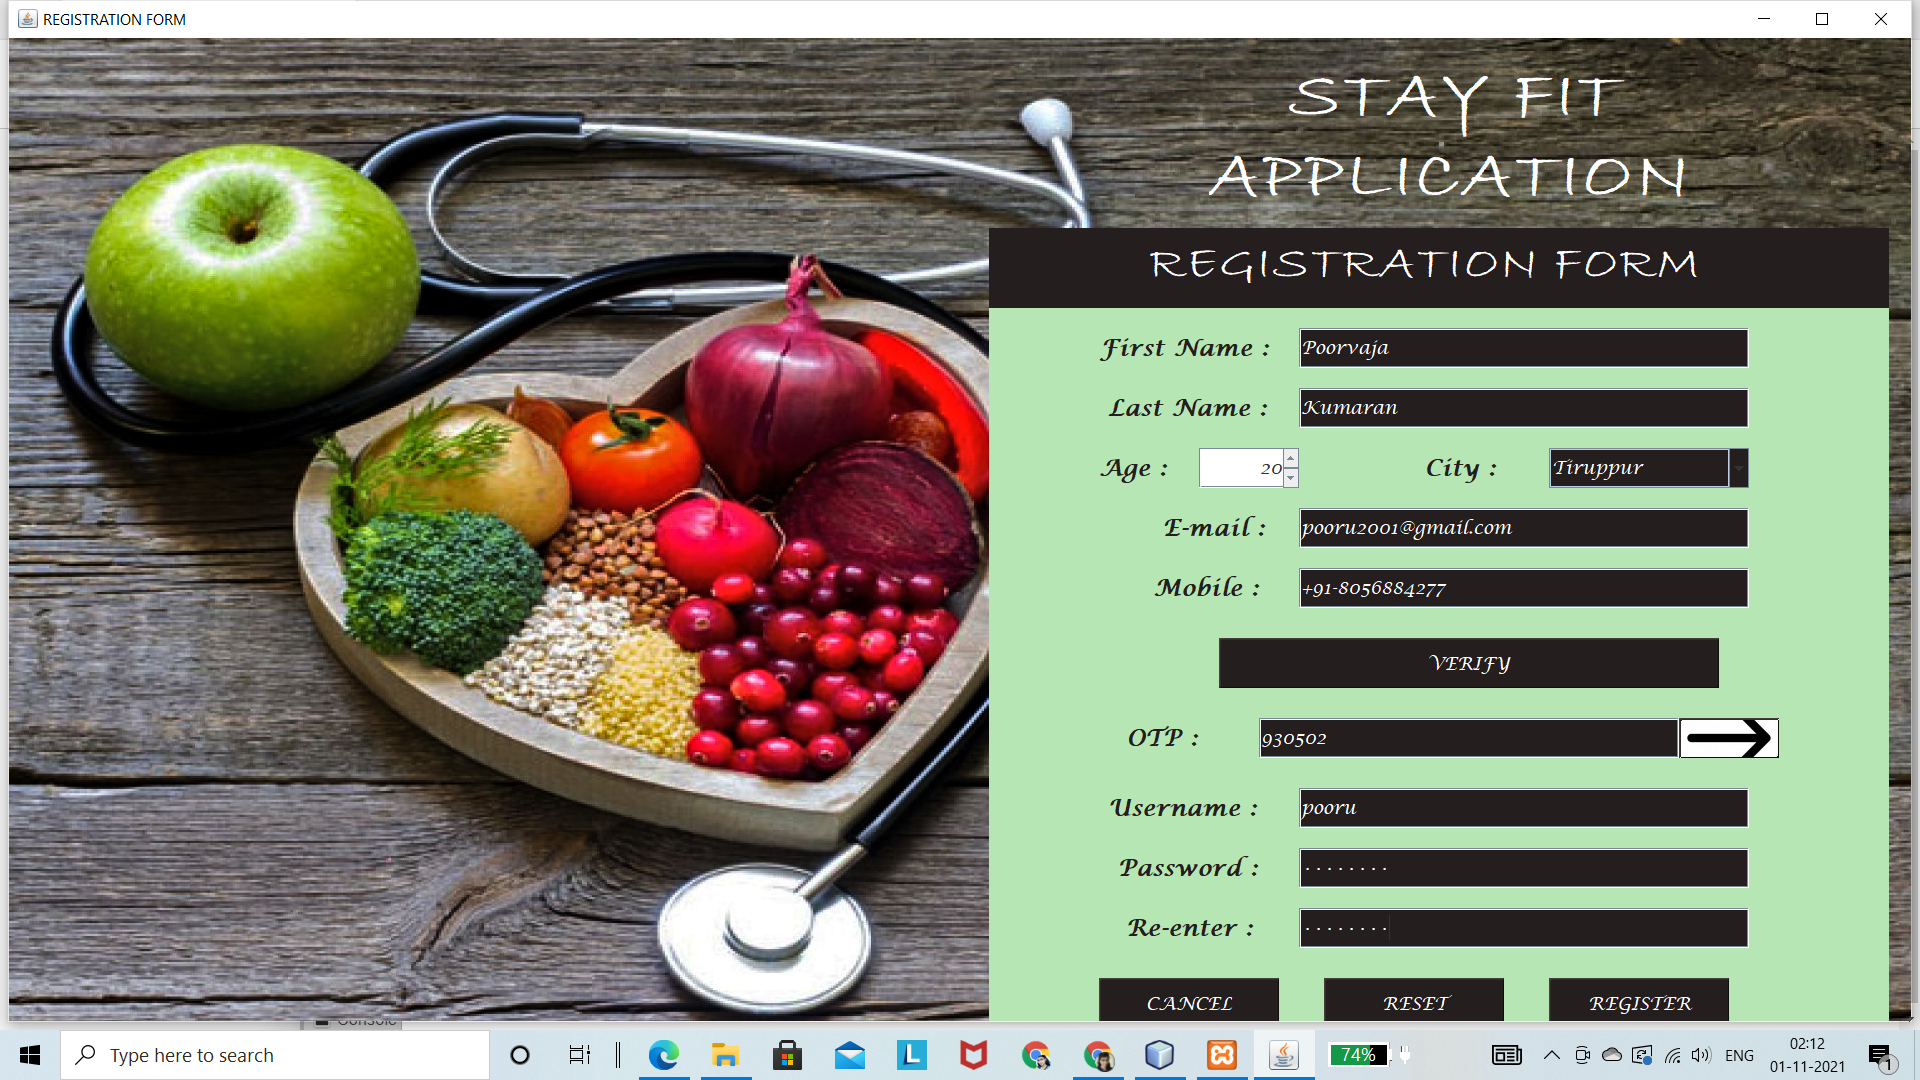 REGISTRATION FORM
STAY FIT
APPLICATION
REGISTRATION FORM
First Name : Poorvaja
Last Name : Kumaran
Age : 20 City : Tiruppur
E-mail : pooru2001@gmail.com
Mobile : +91-8056884277
VERIFY
OTP : 930502
Username : pooru
Password : ........
Re-enter : ........
CANCEL RESET REGISTER
Console
Type here to search
L
74%
ENG
02:12
01-11-2021
1